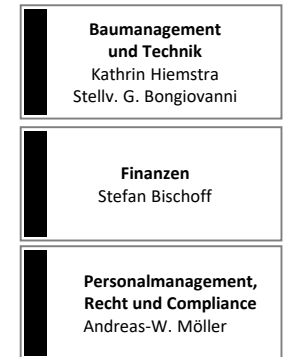 Baumanagement
und Technik
Kathrin Hiemstra
Stellv. G. Bongiovanni
Finanzen
Stefan Bischoff
Personalmanagement,
Recht und Compliance
Andreas-W. Möller